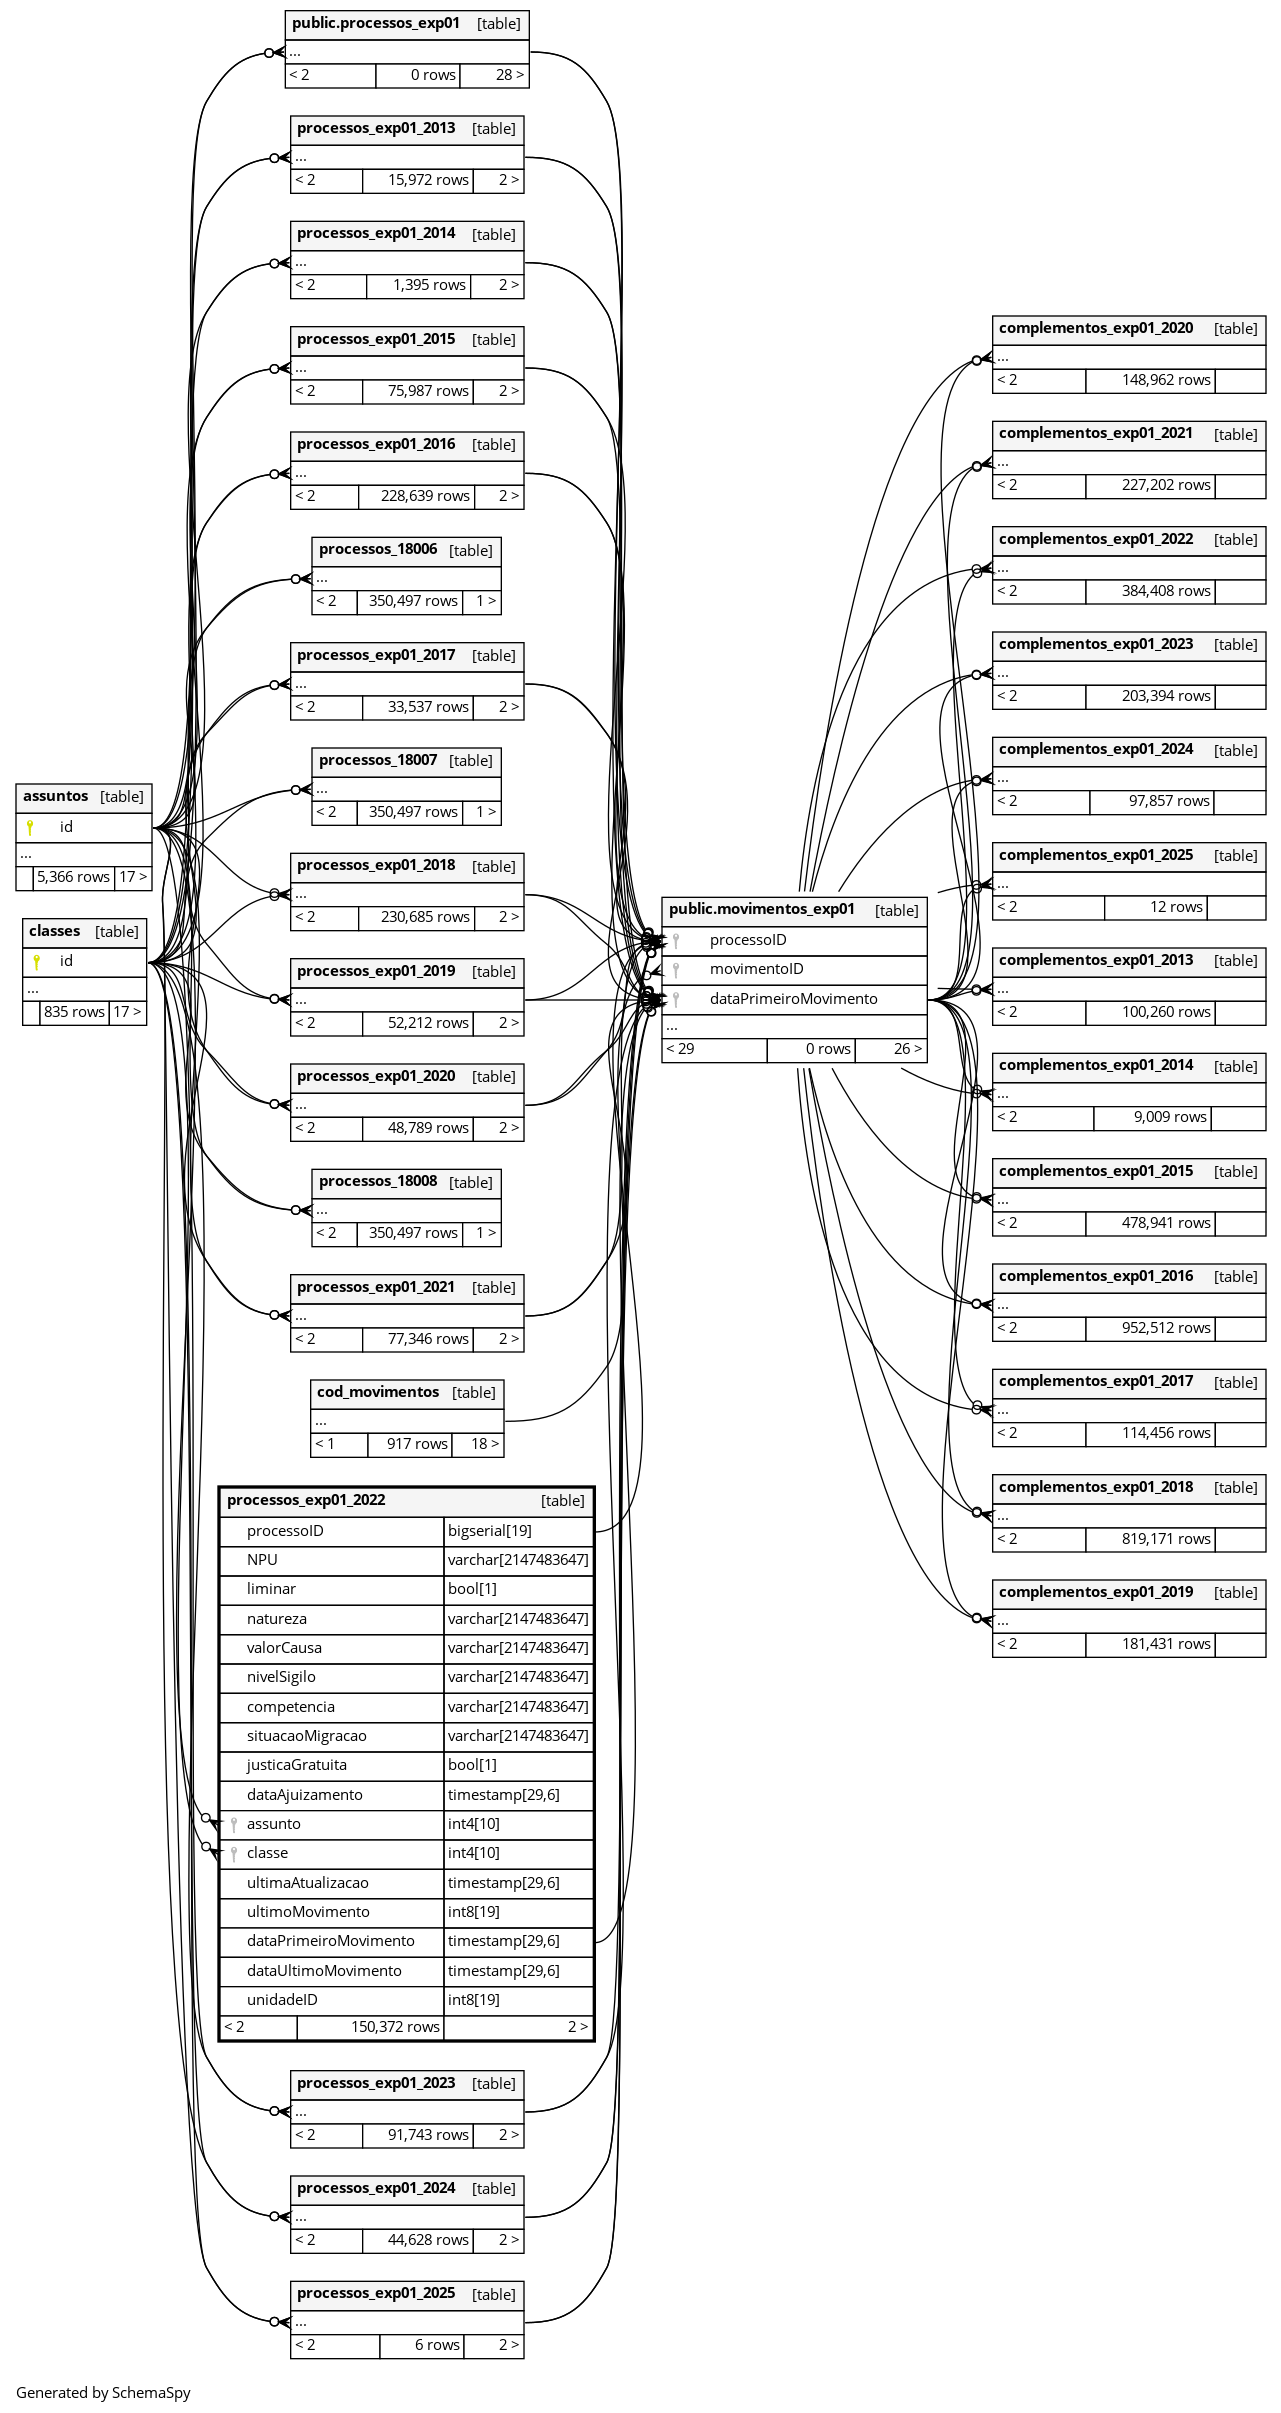 public.processos_exp01 [table]
...
< 2 0 rows 28 >
processos_exp01_2013 [table]
...
< 2 15,972 rows 2 >
processos_exp01_2014 [table]
...
< 2 1,395 rows 2 >
processos_exp01_2015 [table]
...
< 2 75,987 rows 2 >
processos_exp01_2016 [table]
...
< 2 228,639 rows 2 >
processos_18006 [table]
...
< 2 350,497 rows 1 >
processos_exp01_2017 [table]
...
< 2 33,537 rows 2 >
processos_18007 [table]
...
< 2 350,497 rows 1 >
assuntos [table]
id
...
5,366 rows 17 >
classes [table]
id
...
835 rows 17 >
processos_exp01_2018 [table]
...
< 2 230,685 rows 2 >
processos_exp01_2019 [table]
...
< 2 52,212 rows 2 >
processos_exp01_2020 [table]
...
< 2 48,789 rows 2 >
processos_18008 [table]
...
< 2 350,497 rows 1 >
processos_exp01_2021 [table]
...
< 2 77,346 rows 2 >
cod_movimentos [table]
...
< 1 917 rows 18 >
processos_exp01_2022 [table]
processoID bigserial[19]
NPU varchar[2147483647]
liminar bool[1]
natureza varchar[2147483647]
valorCausa varchar[2147483647]
nivelSigilo varchar[2147483647]
competencia varchar[2147483647]
situacaoMigracao varchar[2147483647]
justicaGratuita bool[1]
dataAjuizamento timestamp[29,6]
assunto int4[10]
classe int4[10]
ultimaAtualizacao timestamp[29,6]
ultimoMovimento int8[19]
dataPrimeiroMovimento timestamp[29,6]
dataUltimoMovimento timestamp[29,6]
unidadeID int8[19]
< 2 150,372 rows 2 >
processos_exp01_2023 [table]
...
< 2 91,743 rows 2 >
processos_exp01_2024 [table]
...
< 2 44,628 rows 2 >
processos_exp01_2025 [table]
...
< 2 6 rows 2 >
public.movimentos_exp01 [table]
processoID
movimentoID
dataPrimeiroMovimento
...
< 29 0 rows 26 >
complementos_exp01_2020 [table]
...
< 2 148,962 rows
complementos_exp01_2021 [table]
...
< 2 227,202 rows
complementos_exp01_2022 [table]
...
< 2 384,408 rows
complementos_exp01_2023 [table]
...
< 2 203,394 rows
complementos_exp01_2024 [table]
...
< 2 97,857 rows
complementos_exp01_2025 [table]
...
< 2 12 rows
complementos_exp01_2013 [table]
...
< 2 100,260 rows
complementos_exp01_2014 [table]
...
< 2 9,009 rows
complementos_exp01_2015 [table]
...
< 2 478,941 rows
complementos_exp01_2016 [table]
...
< 2 952,512 rows
complementos_exp01_2017 [table]
...
< 2 114,456 rows
complementos_exp01_2018 [table]
...
< 2 819,171 rows
complementos_exp01_2019 [table]
...
< 2 181,431 rows
Generated by SchemaSpy